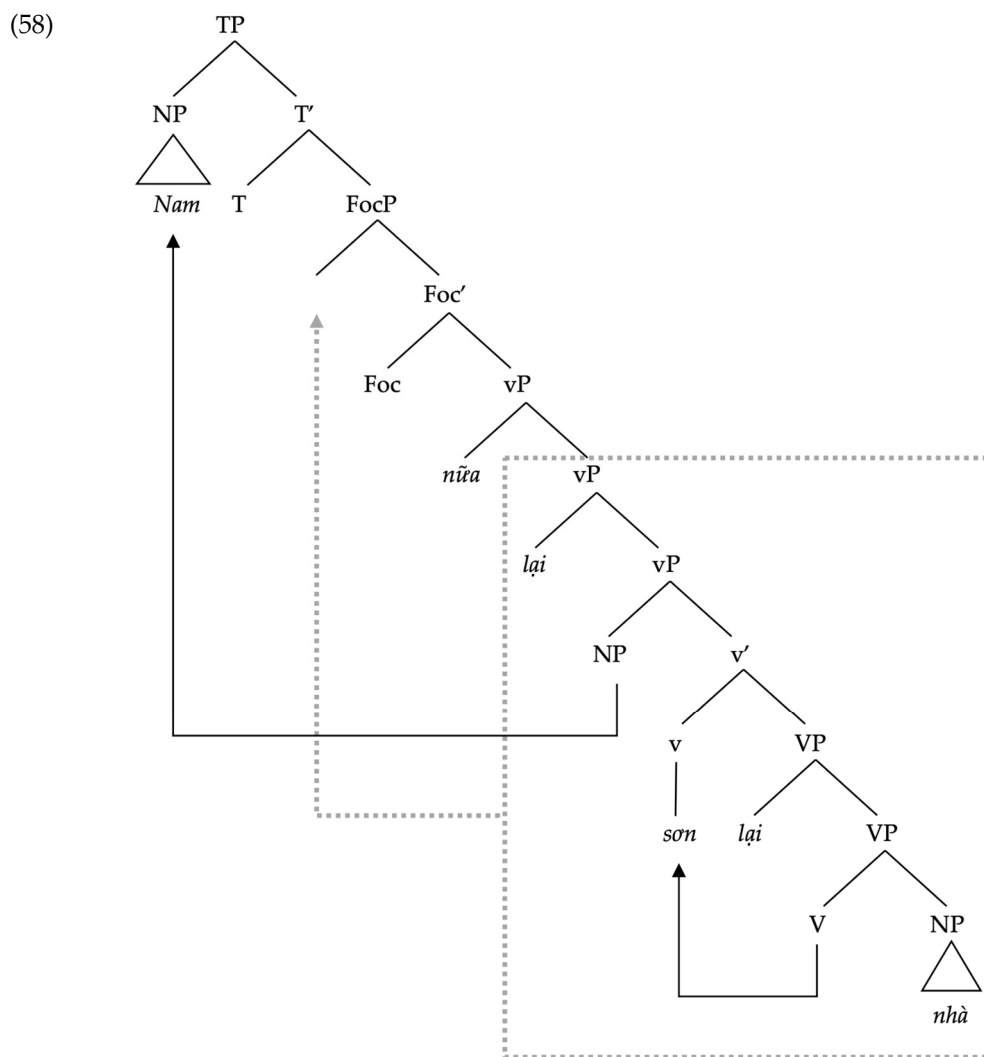 (58)
TP
NP T′
Nam T FocP
Foc′
Foc vP
nữa vP
lại vP
NP v′
v VP
sơn lại VP
V NP
nhà